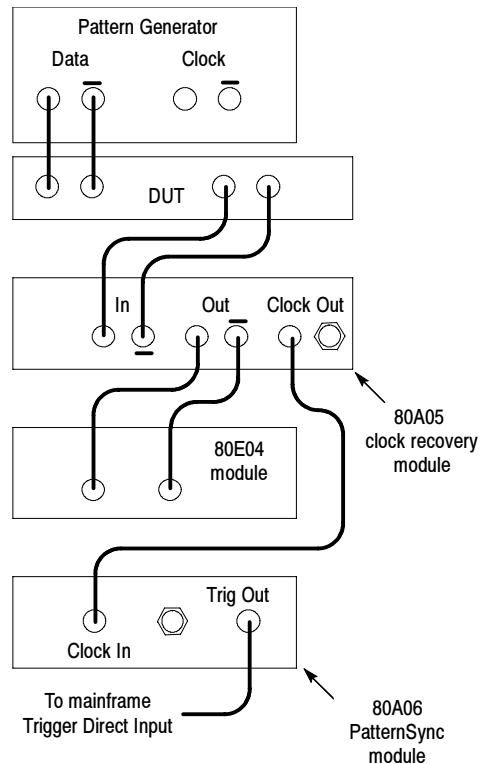 Pattern Generator
Data Clock
DUT
In Out Clock Out
80A05
clock recovery
module
80E04
module
Trig Out
Clock In
To mainframe
Trigger Direct Input
80A06
PatternSync
module